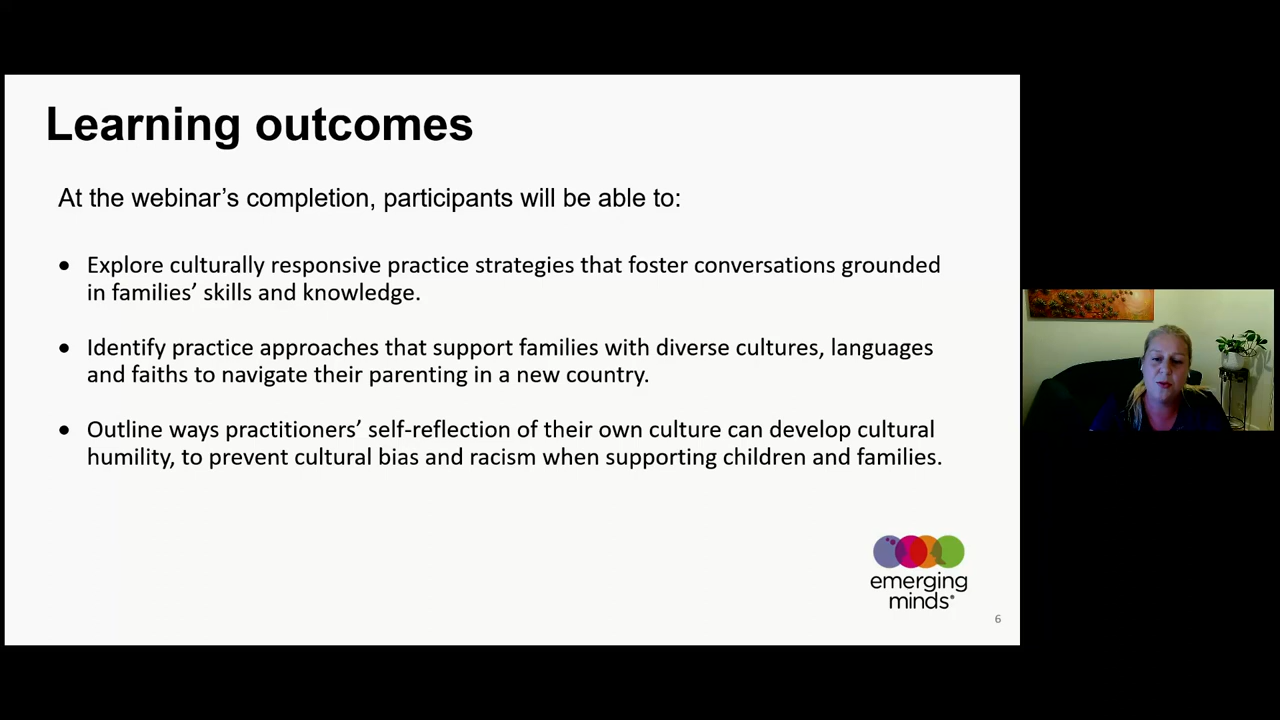 Learning outcomes
At the webinar’s completion, participants will be able to:
• Explore culturally responsive practice strategies that foster conversations grounded
in families’ skills and knowledge.
• Identify practice approaches that support families with diverse cultures, languages
and faiths to navigate their parenting in a new country.
• Outline ways practitioners’ self-reflection of their own culture can develop cultural
humility, to prevent cultural bias and racism when supporting children and families.
emerging
minds
6